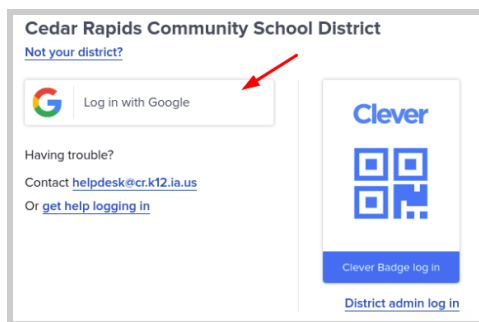 Cedar Rapids Community School District
Not your district?
Log in with Google
Having trouble?
Contact helpdesk@cr.k12.ia.us
Or get help logging in
Clever
Clever Badge log in
District admin log in